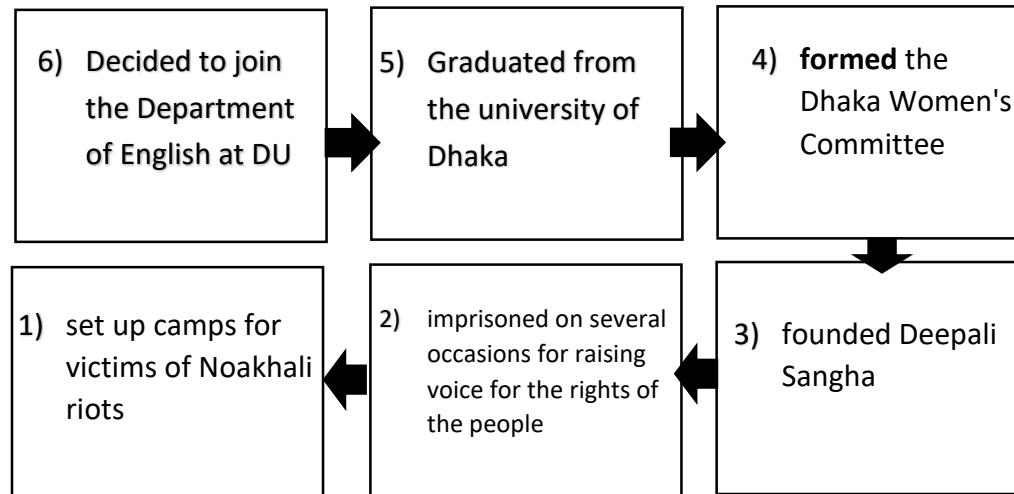 6) Decided to join
the Department
of English at DU
5) Graduated from
the university of
Dhaka
4) formed the
Dhaka Women's
Committee
3) founded Deepali
Sangha
2) imprisoned on several
occasions for raising
voice for the rights of
the people
1) set up camps for
victims of Noakhali
riots